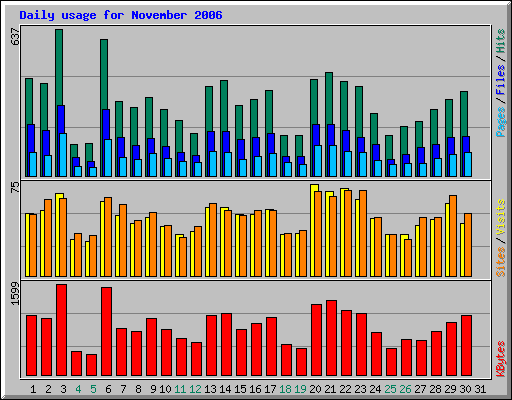 Daily usage for November 2006
637
Pages / Files / Hits
75
Sites / Visits
1599
KBytes
1 2 3 4 5 6 7 8 9 10 11 12 13 14 15 16 17 18 19 20 21 22 23 24 25 26 27 28 29 30 31